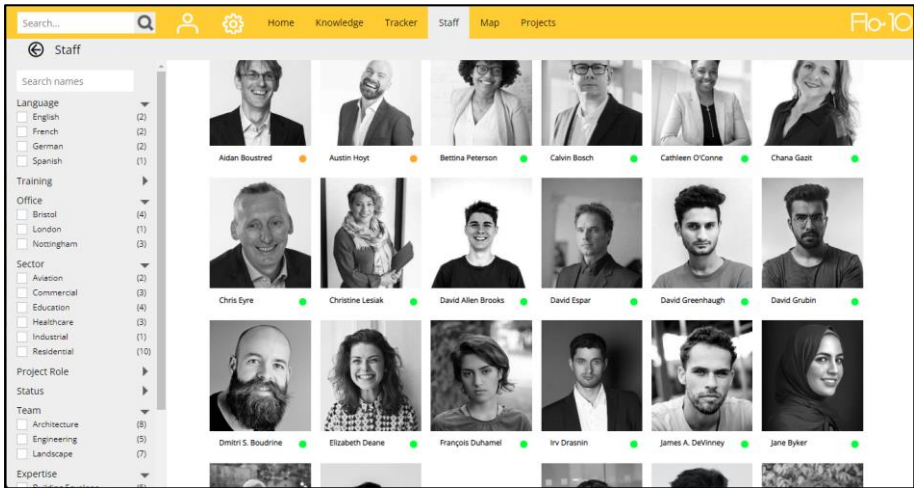 Search...
Home Knowledge Tracker Staff Map Projects
Flo·10
Staff
Search names
Language
English (2)
French (2)
German (2)
Spanish (1)
Training
Office
Bristol (4)
London (1)
Nottingham (3)
Sector
Aviation (2)
Commercial (3)
Education (4)
Healthcare (3)
Industrial (1)
Residential (10)
Project Role
Status
Team
Architecture (8)
Engineering (5)
Landscape (7)
Expertise
Building Envelope (5)
Aidan Boustred Austin Hoyt Bettina Peterson Calvin Bosch Cathleen O'Conne Chana Gazit
Chris Eyre Christine Lesiak David Allen Brooks David Espar David Greenhaugh David Grubin
Dmitri S. Boudrine Elizabeth Deane François Duhamel Irv Drasnin James A. DeVinney Jane Byker